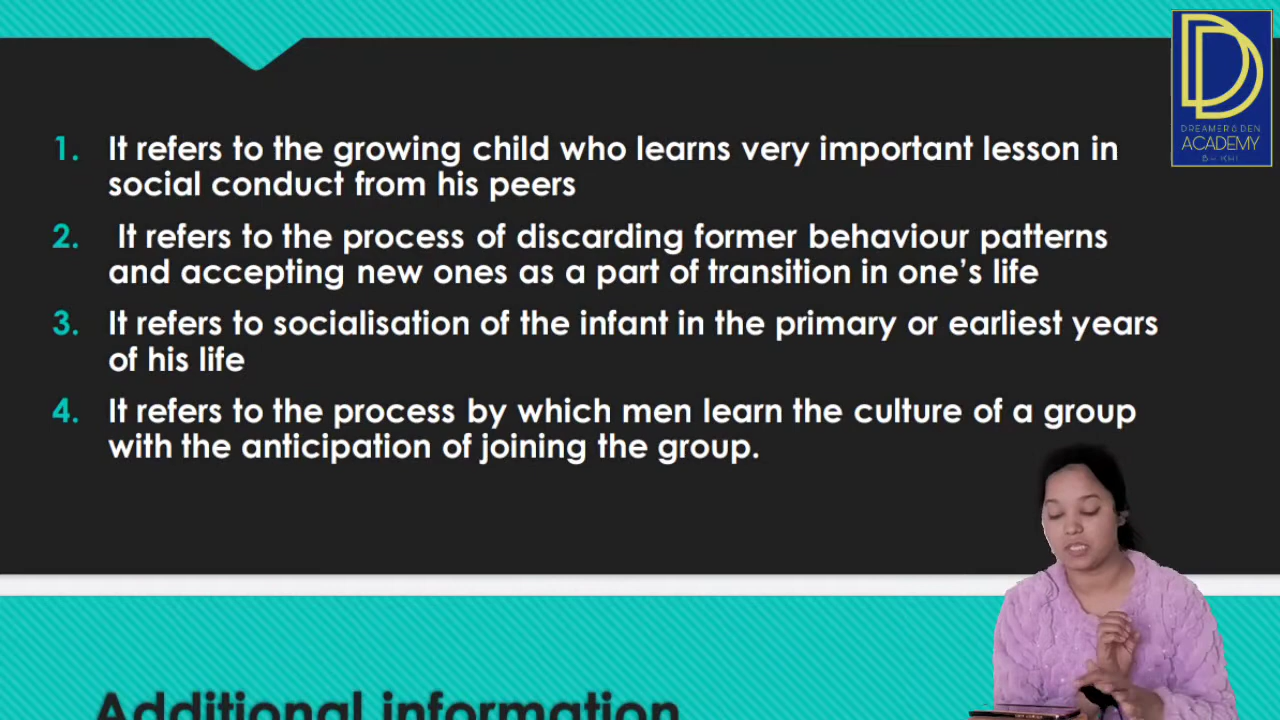 1. It refers to the growing child who learns very important lesson in
social conduct from his peers
2. It refers to the process of discarding former behaviour patterns
and accepting new ones as a part of transition in one's life
3. It refers to socialisation of the infant in the primary or earliest years
of his life
4. It refers to the process by which men learn the culture of a group
with the anticipation of joining the group.
DREAMER'S DEN
ACADEMY
Additional information